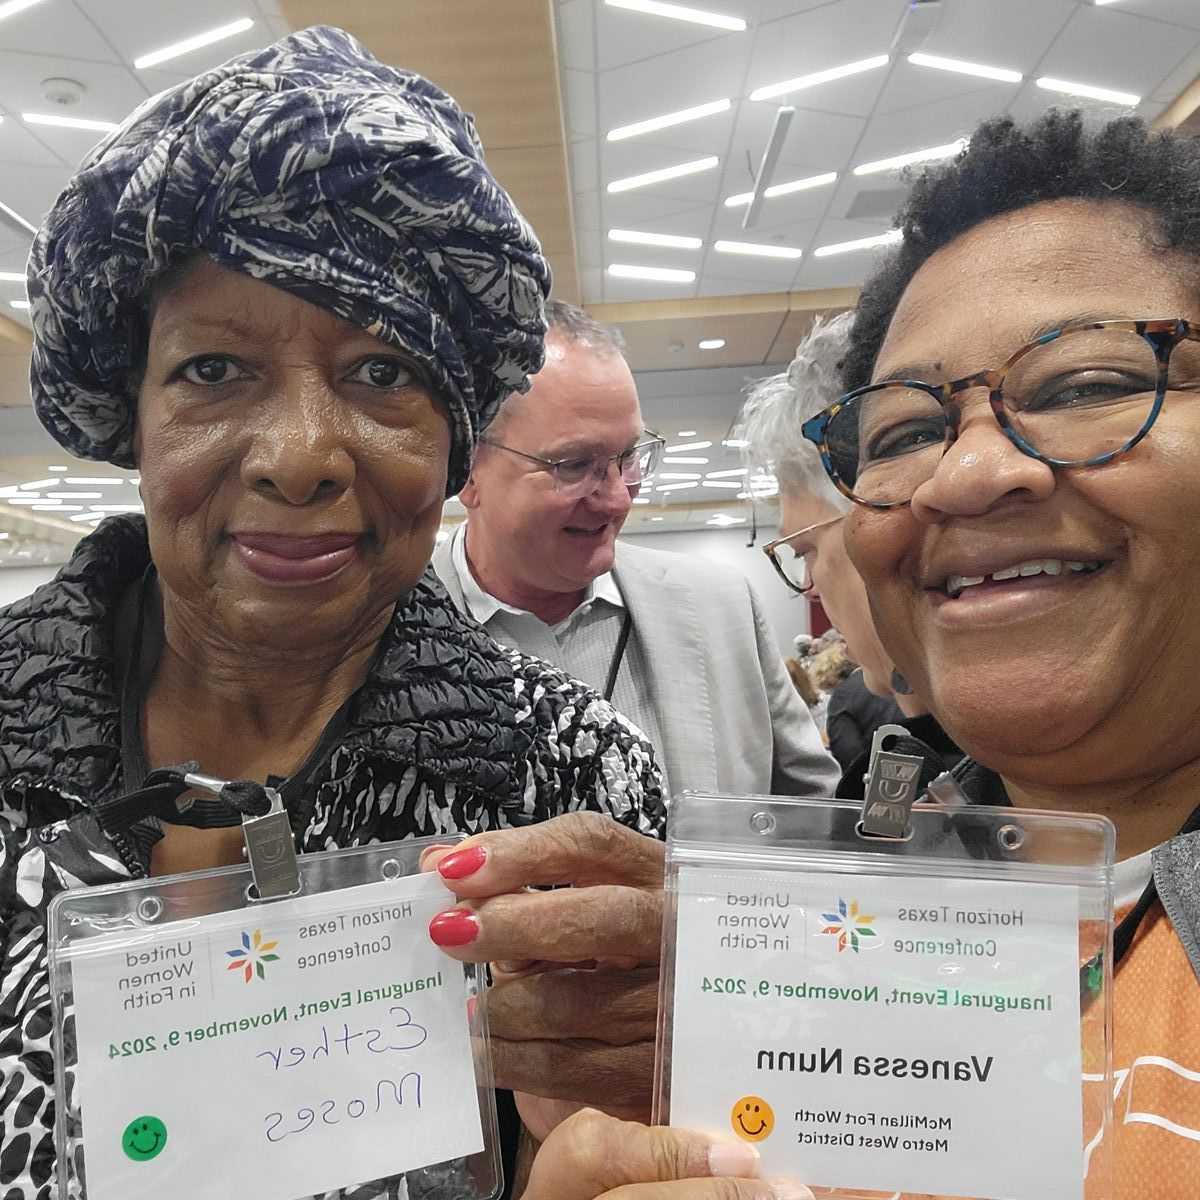 United
Women
in Faith
Horizon Texas
Conference
Inaugural Event, November 9, 2024
Esther
Moses
United
Women
in Faith
Horizon Texas
Conference
Inaugural Event, November 9, 2024
Vanessa Nunn
McMillan Fort Worth
Metro West District